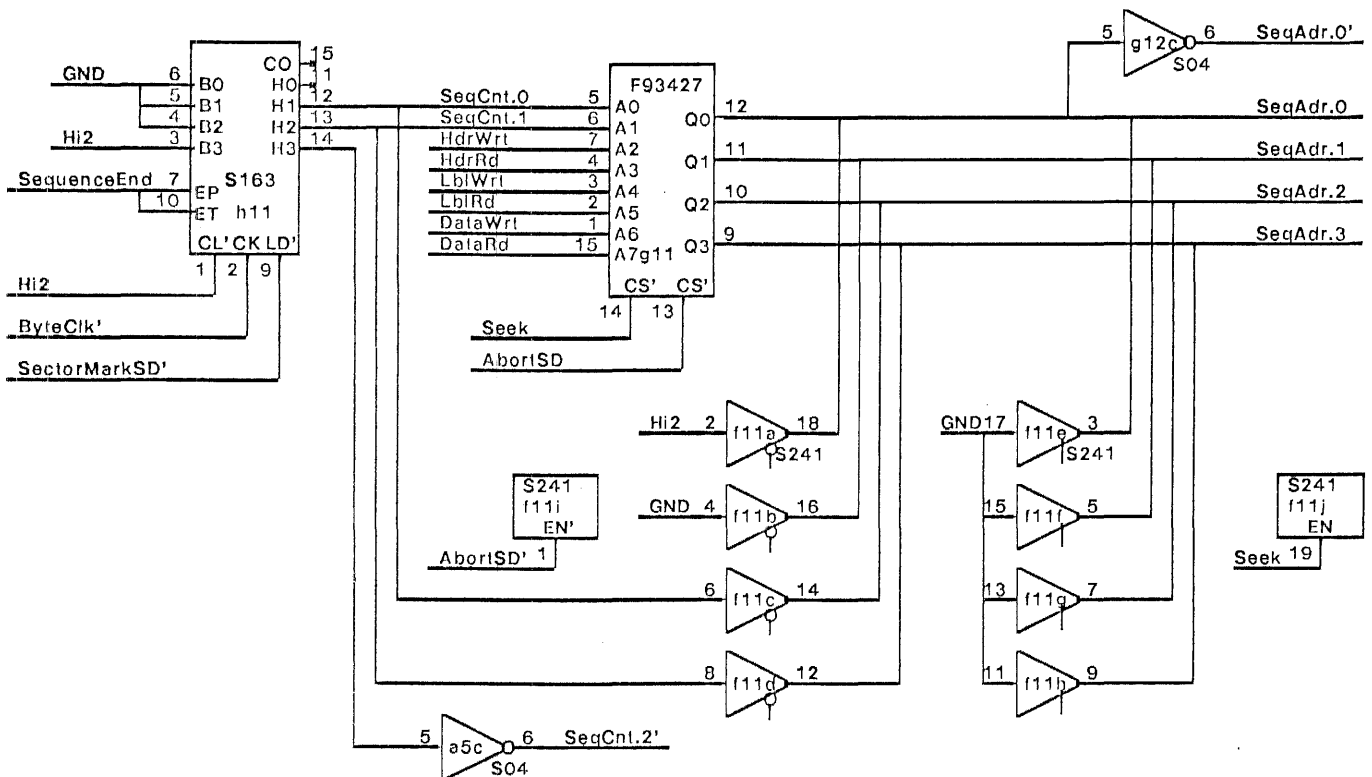 5 g12c 6 SeqAdr.0'
S04
GND 6 B0 C0 15
5 B1 H0 1
4 B2 H1 12
Hi2 3 B3 H2 13
H3 14
SequenceEnd 7 EP S163
10 ET h11
CL' CK LD'
1 2 9
Hi2
ByteClk'
SectorMarkSD'
F93427
SeqCnt.0 5 A0 Q0 12 SeqAdr.0
SeqCnt.1 6 A1
HdrWrt 7 A2 Q1 11 SeqAdr.1
HdrRd 4 A3
LblWrt 3 A4 Q2 10 SeqAdr.2
LblRd 2 A5
DataWrt 1 A6 Q3 9 SeqAdr.3
DataRd 15 A7 g11
CS' CS'
14 13
Seek
AbortSD
Hi2 2 f11a 18
S241
GND 4 f11b 16
6 f11c 14
8 f11d 12
GND 17 f11e 3
S241
15 f11f 5
13 f11g 7
11 f11h 9
S241
f11i
EN'
AbortSD' 1
S241
f11j
EN
Seek 19
5 a5c 6 SeqCnt.2'
S04